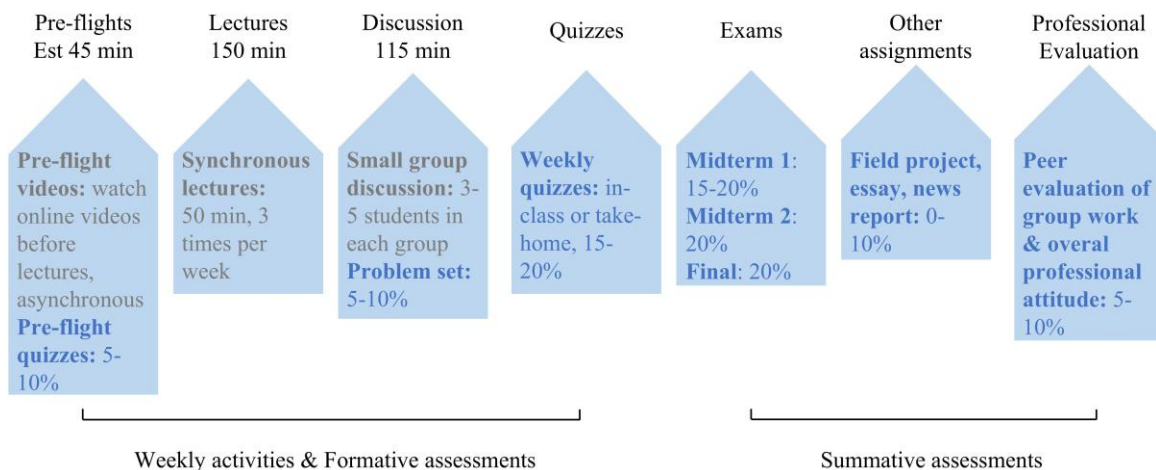 Pre-flights
Est 45 min
Lectures
150 min
Discussion
115 min
Quizzes
Exams
Other
assignments
Professional
Evaluation
Pre-flight
videos: watch
online videos
before
lectures,
asynchronous
Pre-flight
quizzes: 5-
10%
Synchronous
lectures:
50 min, 3
times per
week
Small group
discussion: 3-
5 students in
each group
Problem set:
5-10%
Weekly
quizzes: in-
class or take-
home, 15-
20%
Midterm 1:
15-20%
Midterm 2:
20%
Final: 20%
Field project,
essay, news
report: 0-
10%
Peer
evaluation of
group work
& overal
professional
attitude: 5-
10%
Weekly activities & Formative assessments
Summative assessments